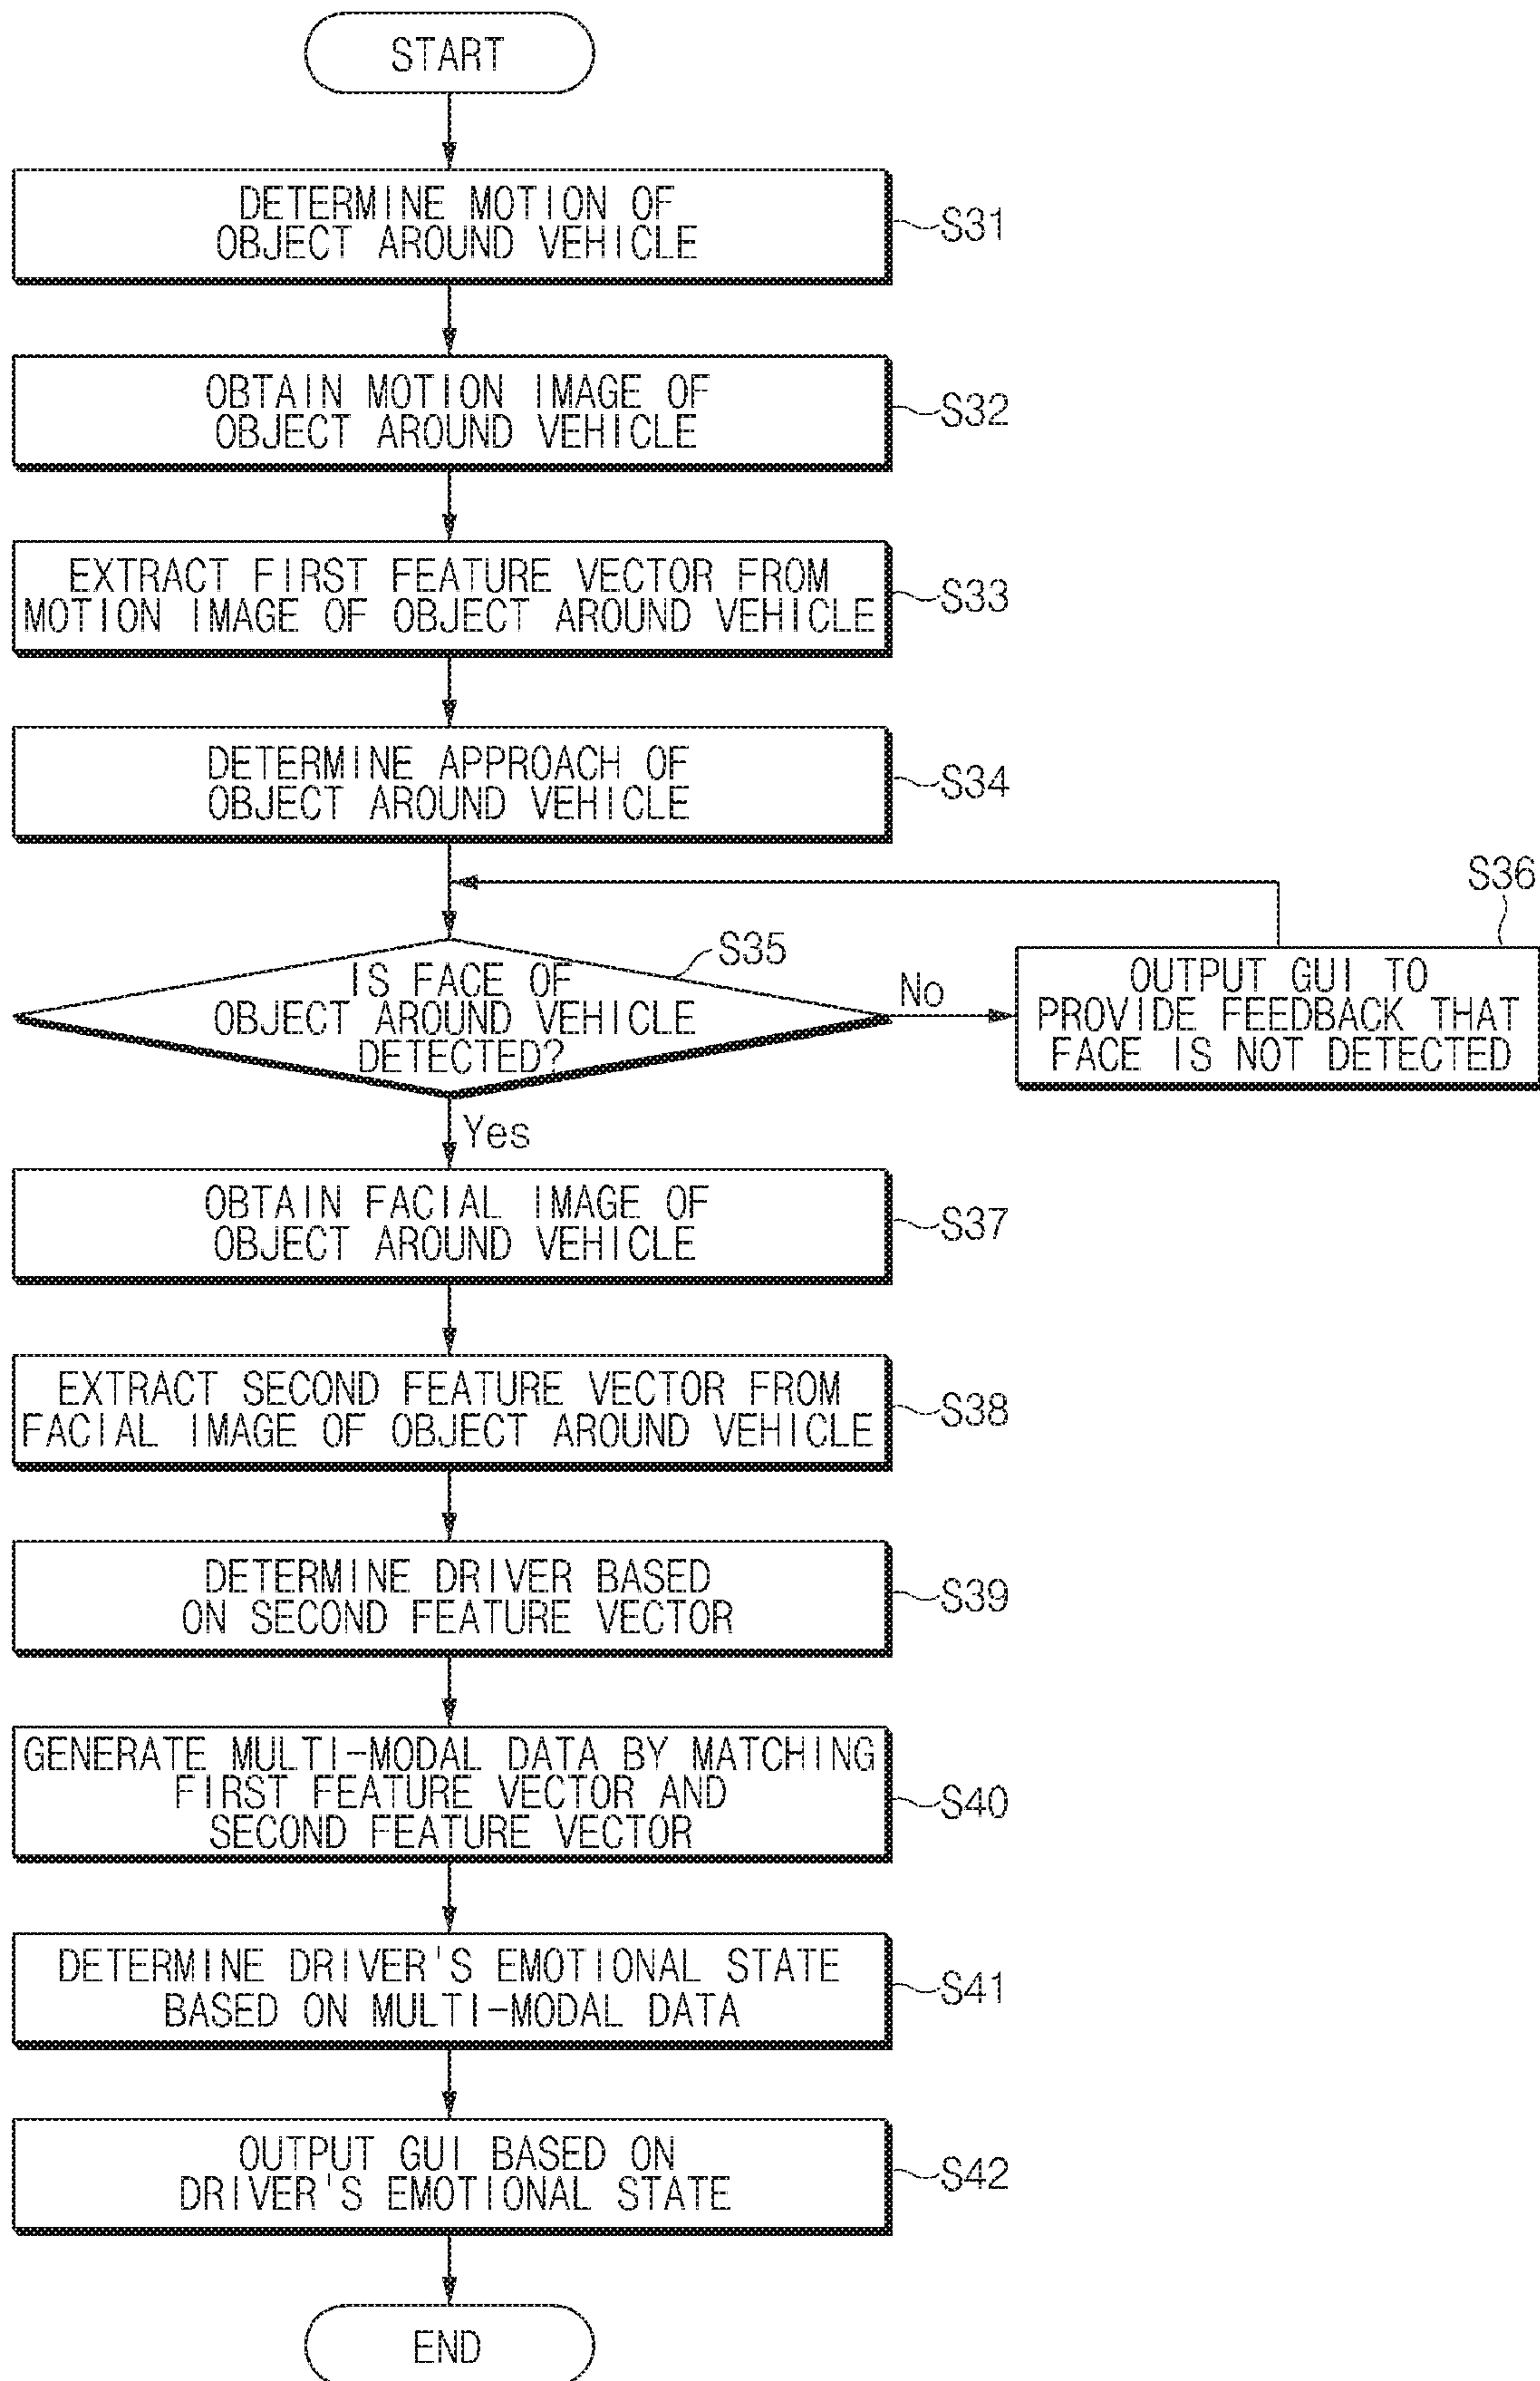 START
DETERMINE MOTION OF
OBJECT AROUND VEHICLE
S31
OBTAIN MOTION IMAGE OF
OBJECT AROUND VEHICLE
S32
EXTRACT FIRST FEATURE VECTOR FROM
MOTION IMAGE OF OBJECT AROUND VEHICLE
S33
DETERMINE APPROACH OF
OBJECT AROUND VEHICLE
S34
IS FACE OF
OBJECT AROUND VEHICLE
DETECTED?
S35
No
S36
OUTPUT GUI TO
PROVIDE FEEDBACK THAT
FACE IS NOT DETECTED
Yes
OBTAIN FACIAL IMAGE OF
OBJECT AROUND VEHICLE
S37
EXTRACT SECOND FEATURE VECTOR FROM
FACIAL IMAGE OF OBJECT AROUND VEHICLE
S38
DETERMINE DRIVER BASED
ON SECOND FEATURE VECTOR
S39
GENERATE MULTI-MODAL DATA BY MATCHING
FIRST FEATURE VECTOR AND
SECOND FEATURE VECTOR
S40
DETERMINE DRIVER'S EMOTIONAL STATE
BASED ON MULTI-MODAL DATA
S41
OUTPUT GUI BASED ON
DRIVER'S EMOTIONAL STATE
S42
END